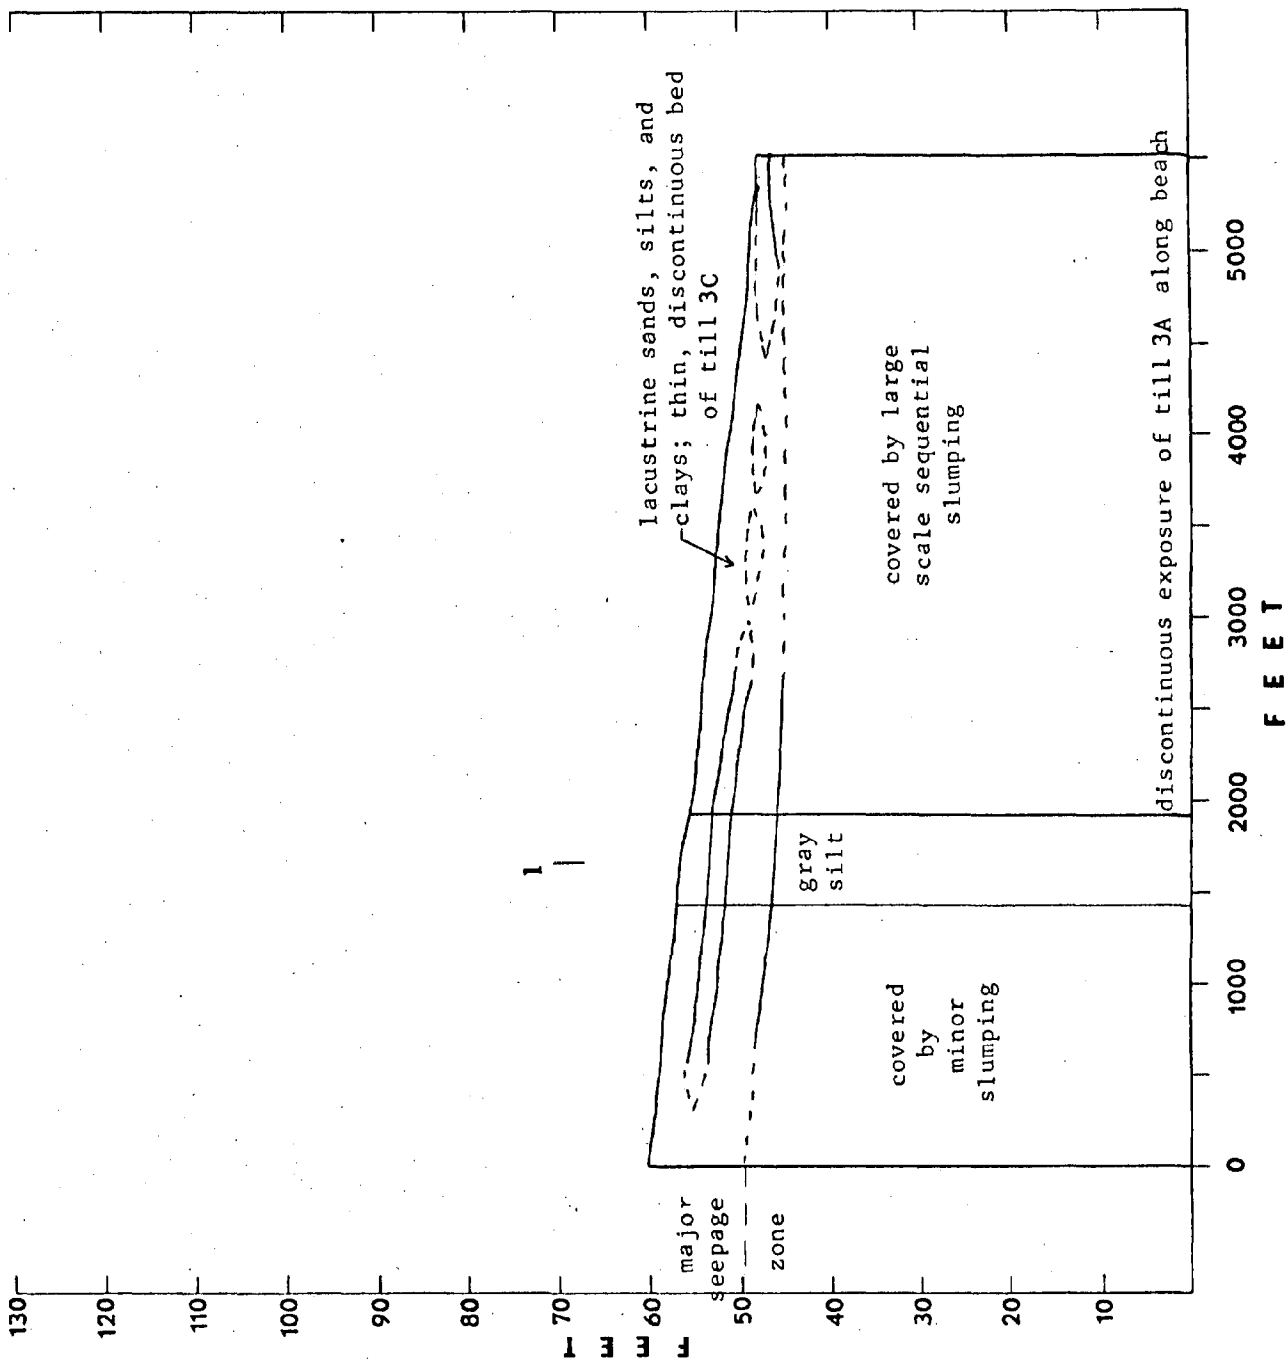 130
120
110
100
90
80
70
60
50
40
30
20
10
FEET
1
lacustrine sands, silts, and
clays; thin, discontinuous bed
of till 3C
major
seepage
zone
gray
silt
covered by large
scale sequential
slumping
covered
by
minor
slumping
discontinuous exposure of till 3A along beach
0
1000
2000
3000
4000
5000
FEET